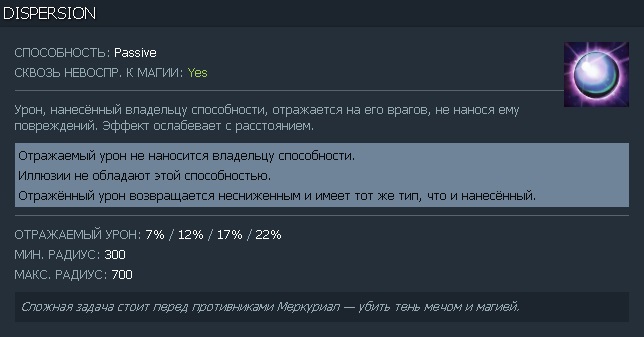 DISPERSION
СПОСОБНОСТЬ: Passive
СКВОЗЬ НЕВОСПР. К МАГИИ: Yes
Урон, нанесённый владельцу способности, отражается на его врагов, не нанося ему
повреждений. Эффект ослабевает с расстоянием.
Отражаемый урон не наносится владельцу способности.
Иллюзии не обладают этой способностью.
Отражённый урон возвращается несниженным и имеет тот же тип, что и нанесённый.
ОТРАЖАЕМЫЙ УРОН: 7% / 12% / 17% / 22%
МИН. РАДИУС: 300
МАКС. РАДИУС: 700
Сложная задача стоит перед противниками Меркуриал — убить тень мечом и магией.